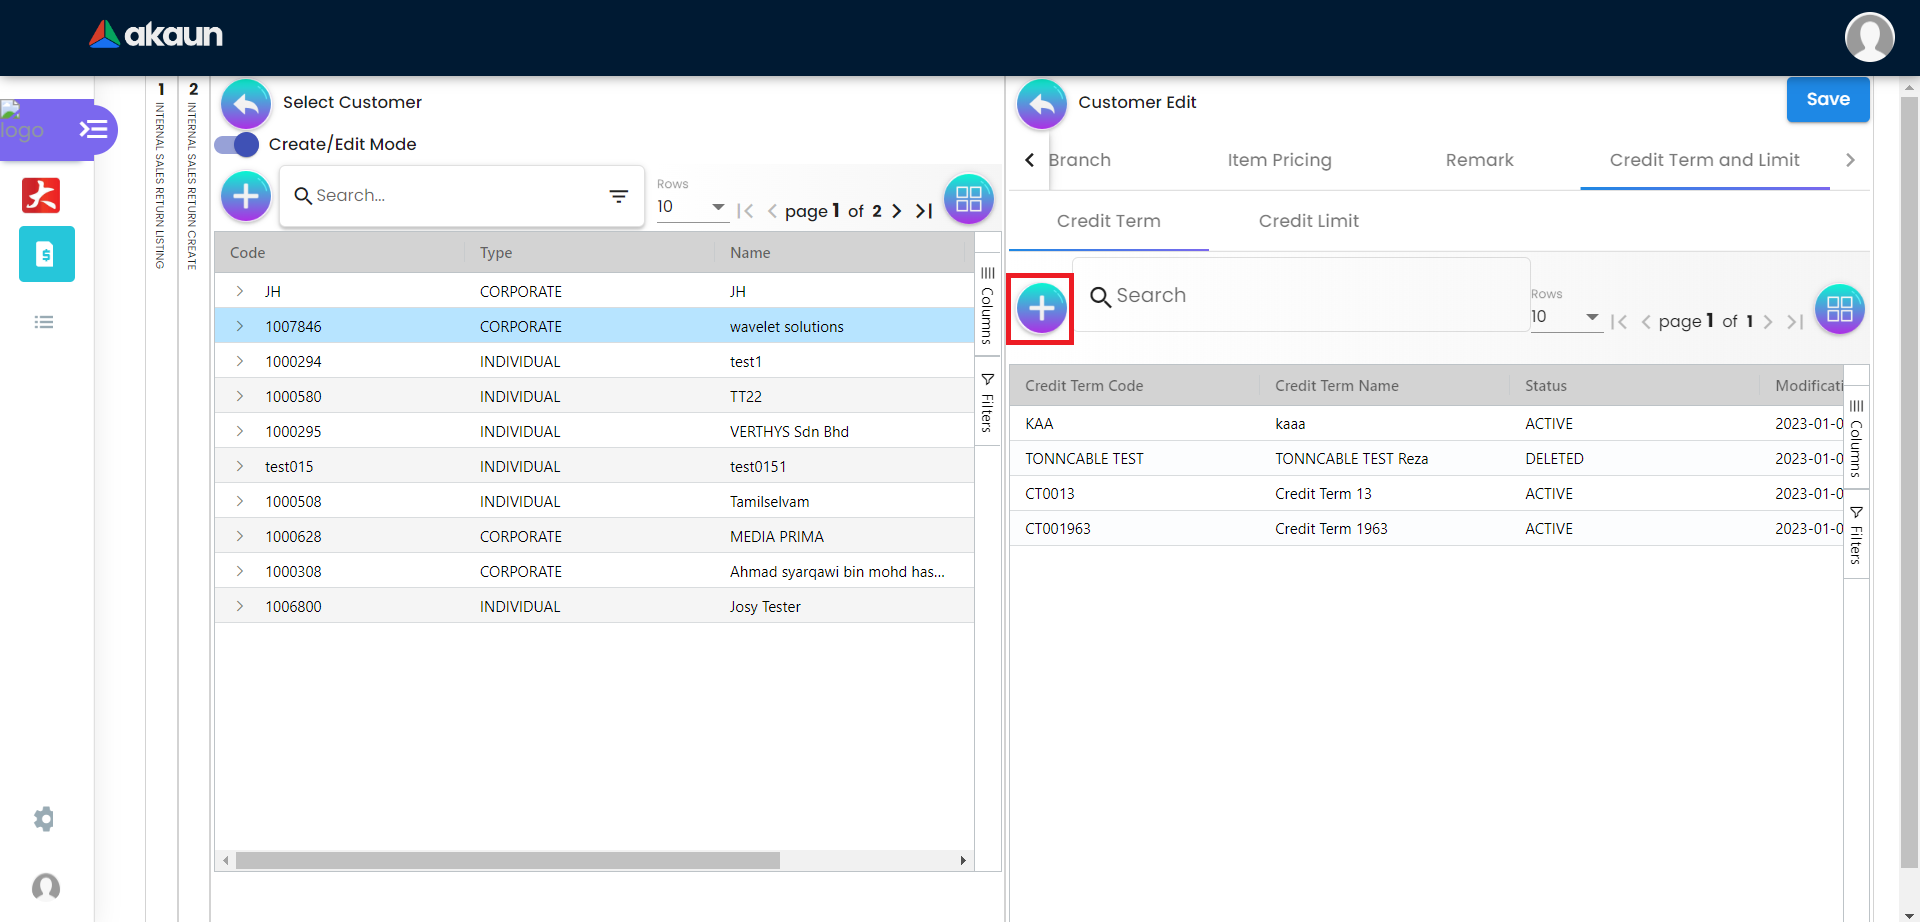 akaun
logo
1 INTERNAL SALES RETURN LISTING
2 INTERNAL SALES RETURN CREATE
Select Customer
Create/Edit Mode
Search...
Rows
10
page 1 of 2
Code Type Name
JH CORPORATE JH
1007846 CORPORATE wavelet solutions
1000294 INDIVIDUAL test1
1000580 INDIVIDUAL TT22
1000295 INDIVIDUAL VERTHYS Sdn Bhd
test015 INDIVIDUAL test0151
1000508 INDIVIDUAL Tamilselvam
1000628 CORPORATE MEDIA PRIMA
1000308 CORPORATE Ahmad syarqawi bin mohd has...
1006800 INDIVIDUAL Josy Tester
Columns
Filters
Customer Edit
Save
Branch Item Pricing Remark Credit Term and Limit
Credit Term Credit Limit
Search
Rows
10
page 1 of 1
Credit Term Code Credit Term Name Status Modificati
KAA kaaa ACTIVE 2023-01-0
TONNCABLE TEST TONNCABLE TEST Reza DELETED 2023-01-0
CT0013 Credit Term 13 ACTIVE 2023-01-0
CT001963 Credit Term 1963 ACTIVE 2023-01-0
Columns
Filters